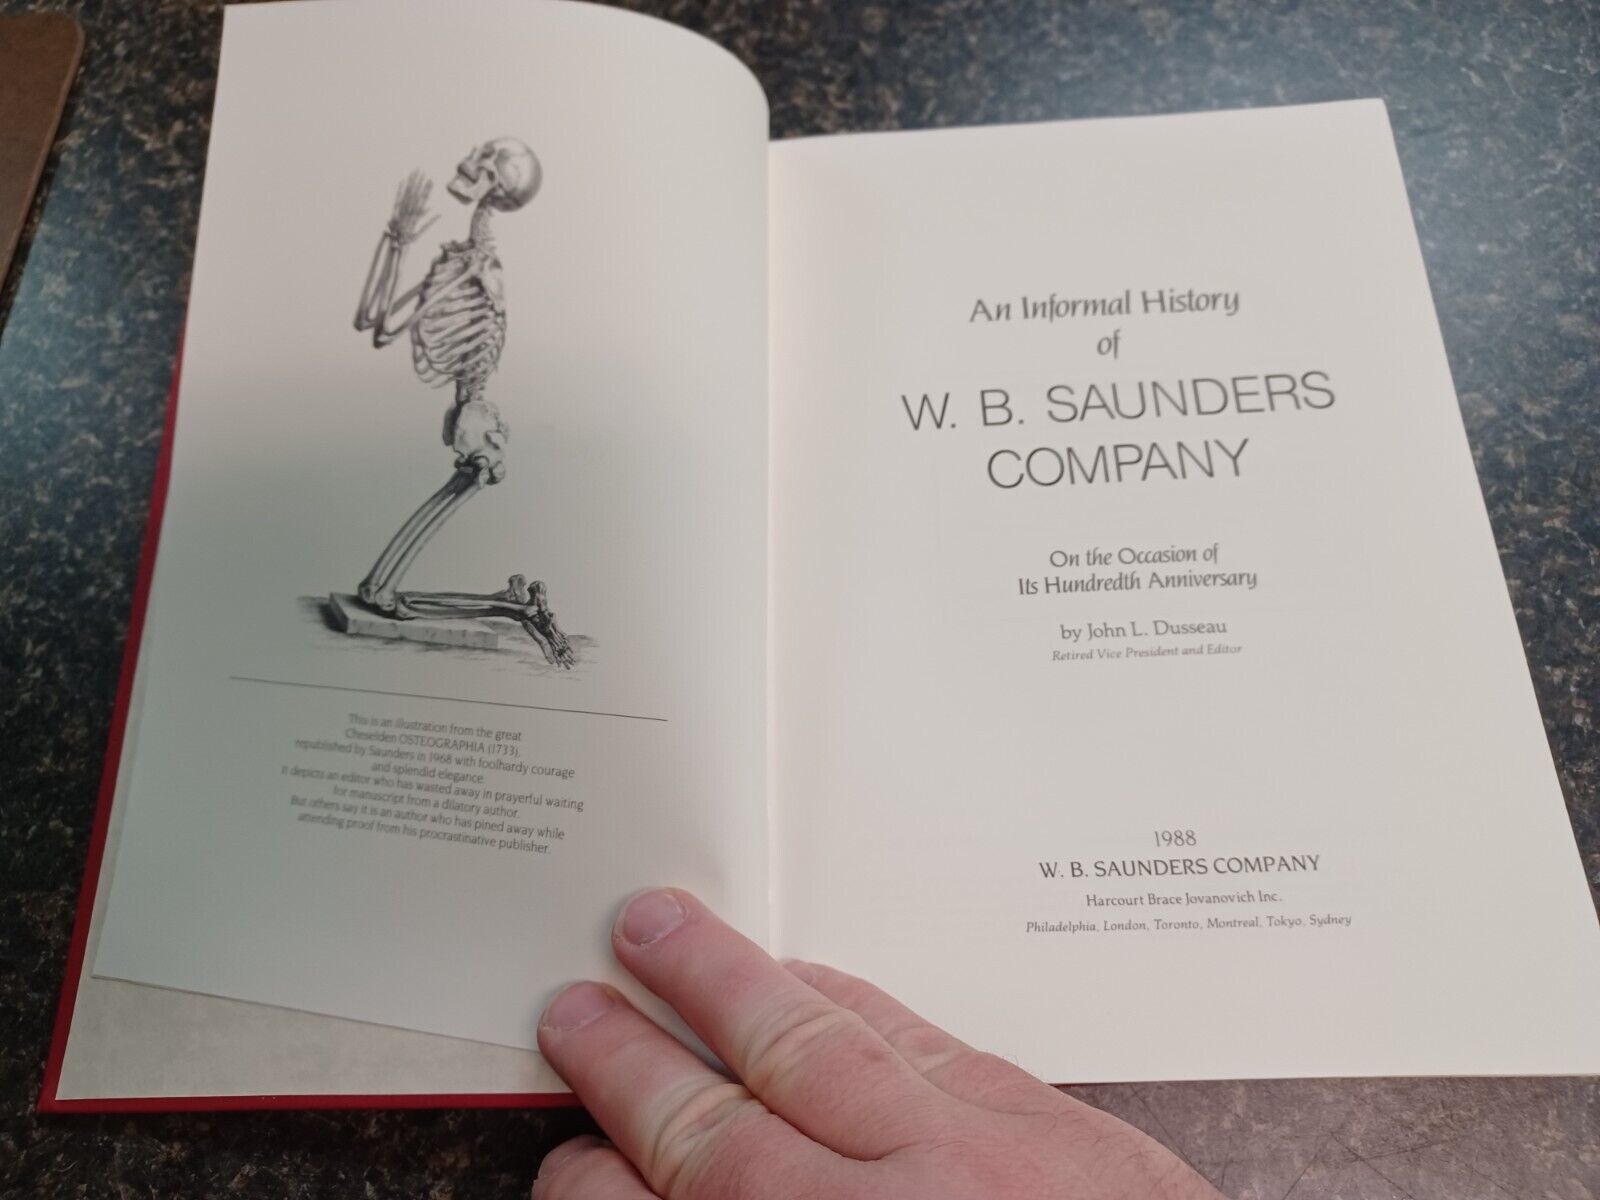 This is an illustration from the great
Cheselden OSTEOGRAPHIA (1733).
republished by Saunders in 1968 with foolhardy courage
and splendid elegance.
It depicts an editor who has wasted away in prayerful waiting
for manuscript from a dilatory author.
But others say it is an author who has pined away while
attending proof from his procrastinative publisher.
An Informal History
of
W. B. SAUNDERS
COMPANY
On the Occasion of
Its Hundredth Anniversary
by John L. Dusseau
Retired Vice President and Editor
1988
W. B. SAUNDERS COMPANY
Harcourt Brace Jovanovich Inc.
Philadelphia, London, Toronto, Montreal, Tokyo, Sydney